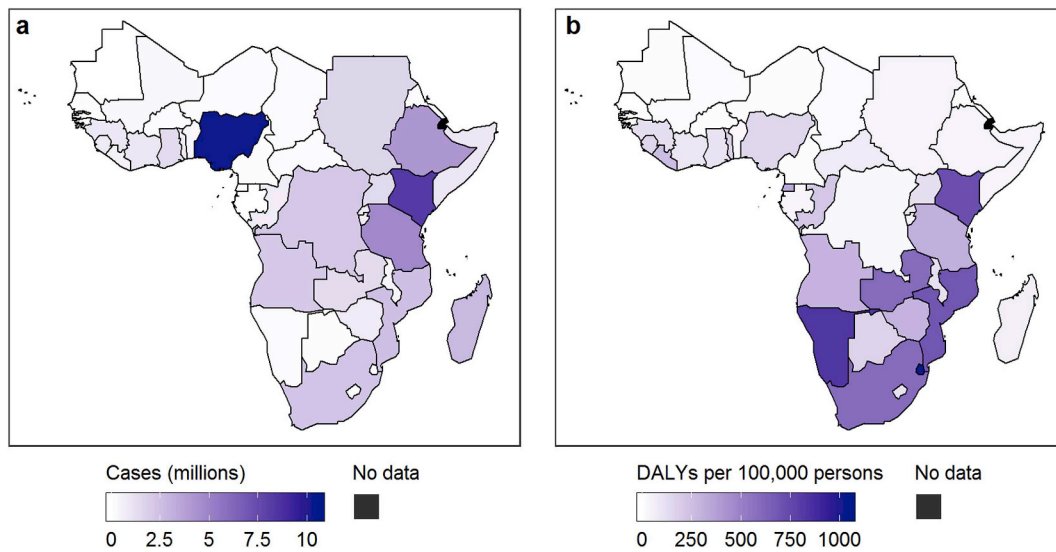 a
b
Cases (millions)
No data
0 2.5 5 7.5 10
DALYs per 100,000 persons
No data
0 250 500 750 1000